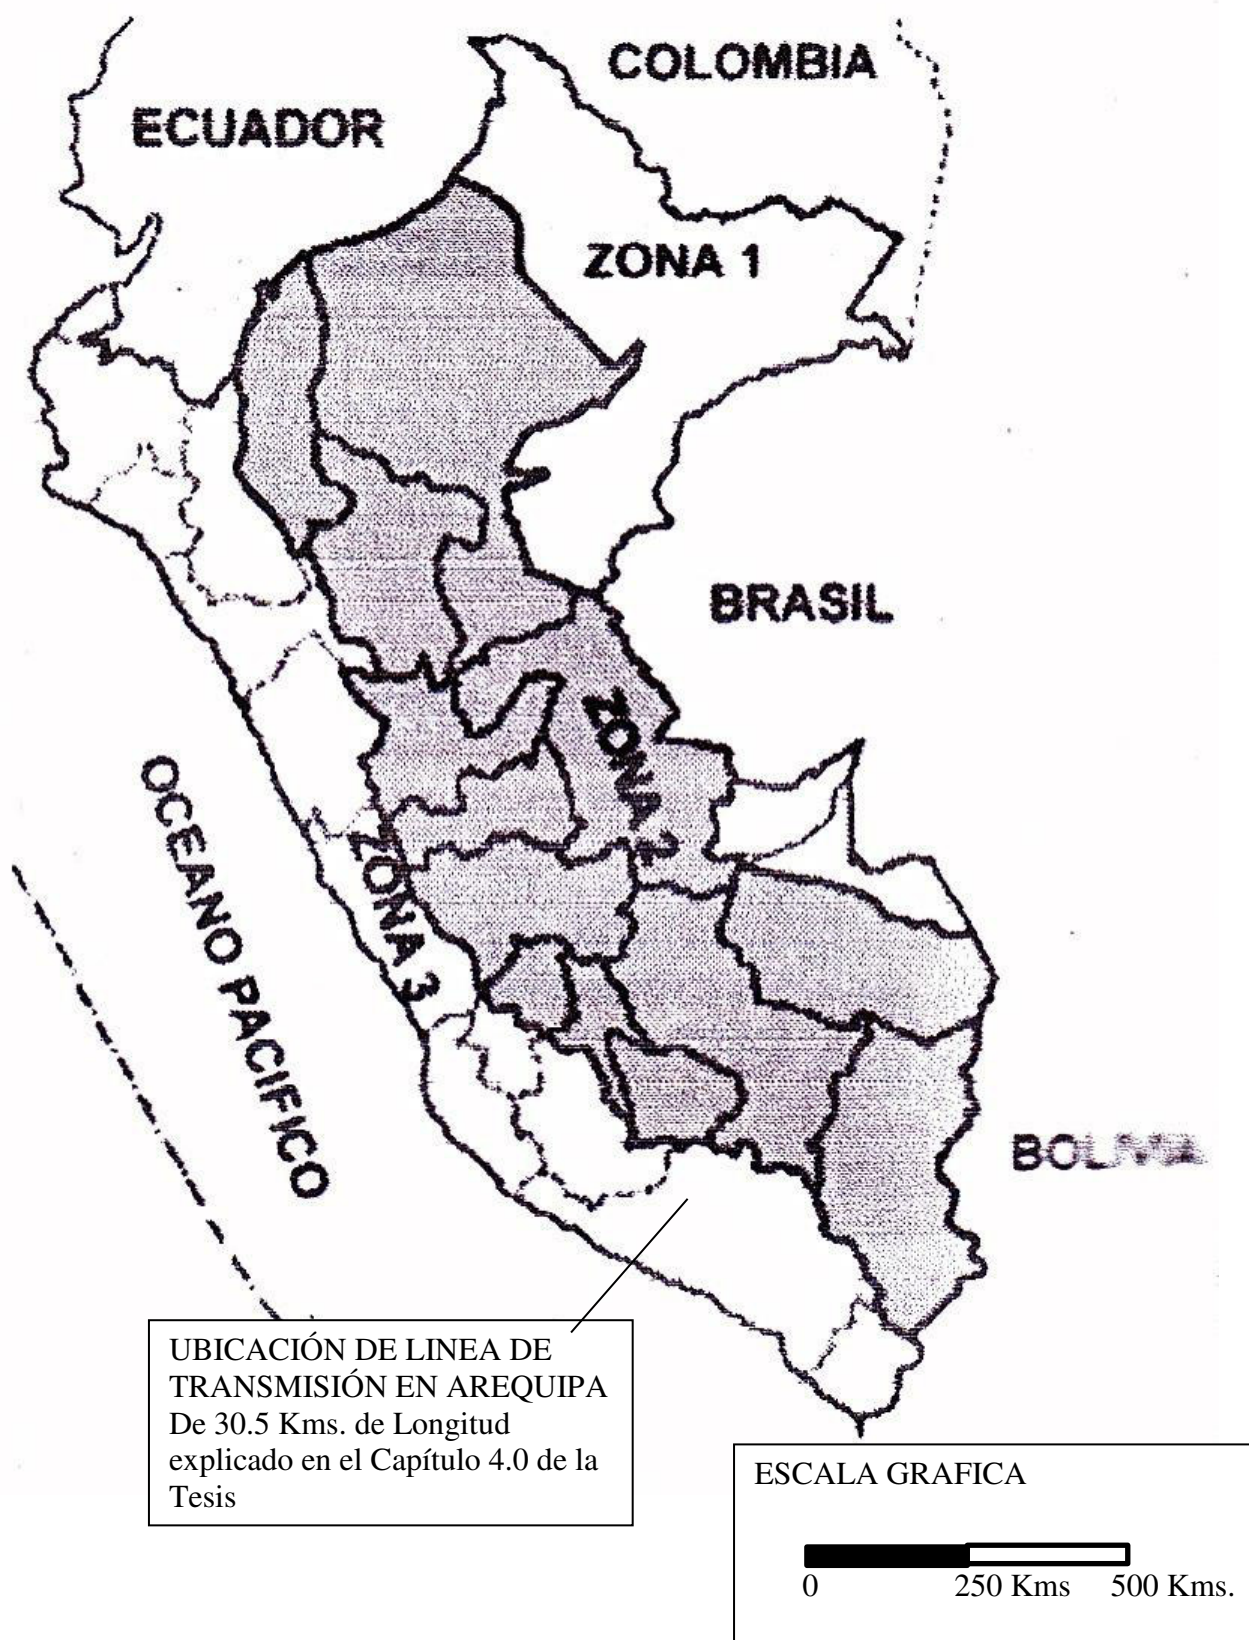 COLOMBIA
ECUADOR
ZONA 1
BRASIL
ZONA 2
OCEANO PACIFICO
ZONA 3
BOLIVIA
UBICACIÓN DE LINEA DE
TRANSMISIÓN EN AREQUIPA
De 30.5 Kms. de Longitud
explicado en el Capítulo 4.0 de la
Tesis
ESCALA GRAFICA
0 250 Kms 500 Kms.